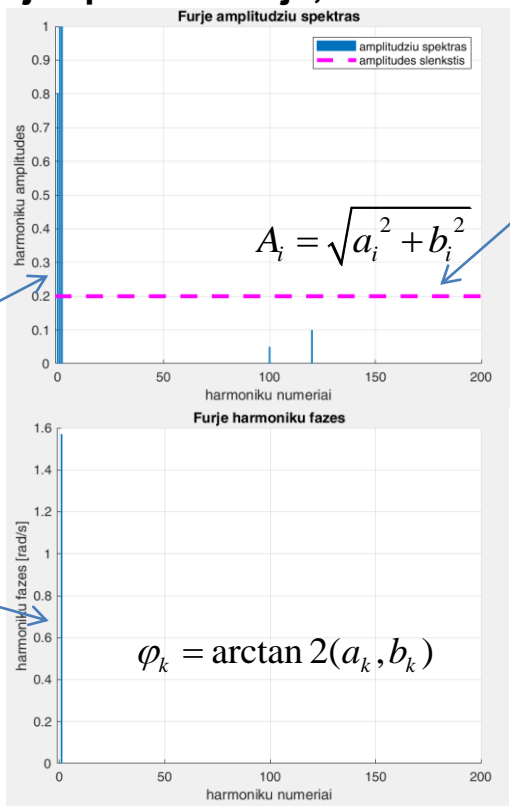 Furje amplitudziu spektras
amplitudziu spektras
amplitudes slenkstis
harmoniku amplitudes
1
0.9
0.8
0.7
0.6
0.5
0.4
0.3
0.2
0.1
0
A_i = √(a_i² + b_i²)
0 50 100 150 200
harmoniku numeriai
Furje harmoniku fazes
harmoniku fazes [rad/s]
1.6
1.4
1.2
1
0.8
0.6
0.4
0.2
0
φ_k = arctan 2(a_k, b_k)
0 50 100 150 200
harmoniku numeriai